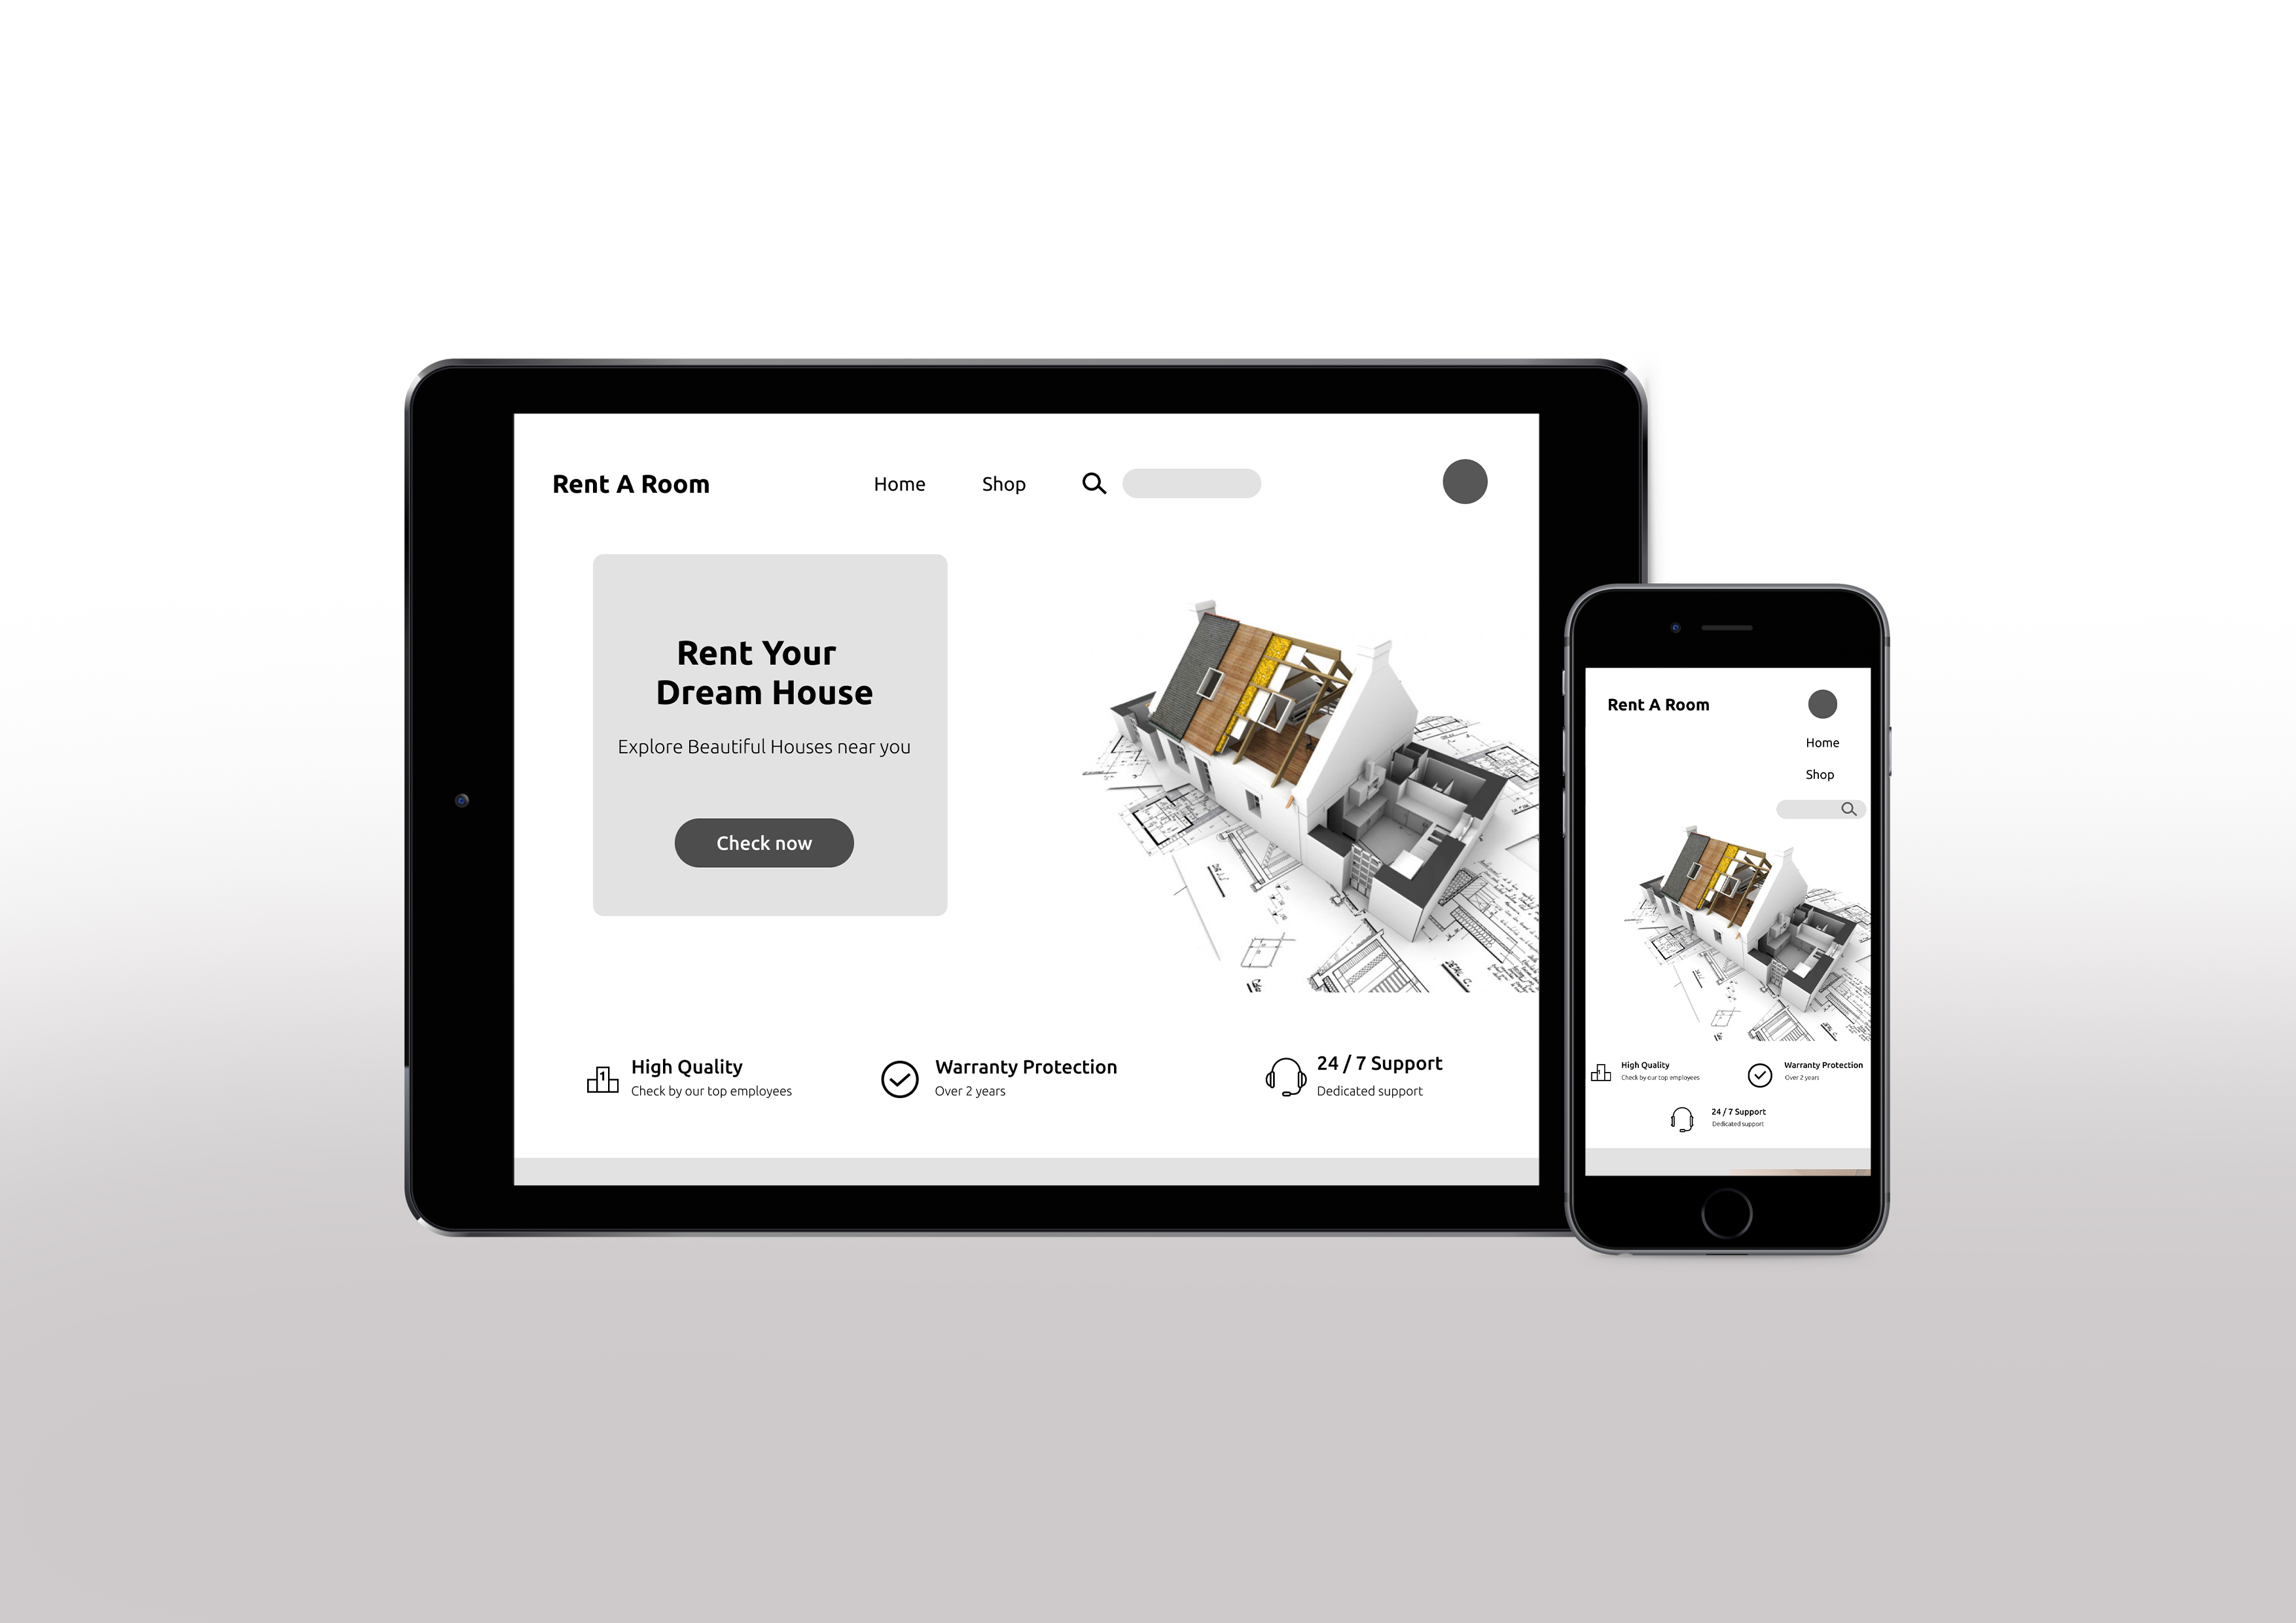 Rent A Room
Home
Shop
Rent Your
Dream House
Explore Beautiful Houses near you
Check now
1
High Quality
Check by our top employees
Warranty Protection
Over 2 years
24 / 7 Support
Dedicated support
Rent A Room
Home
Shop
1
High Quality
Check by our top employees
Warranty Protection
Over 2 years
24 / 7 Support
Dedicated support